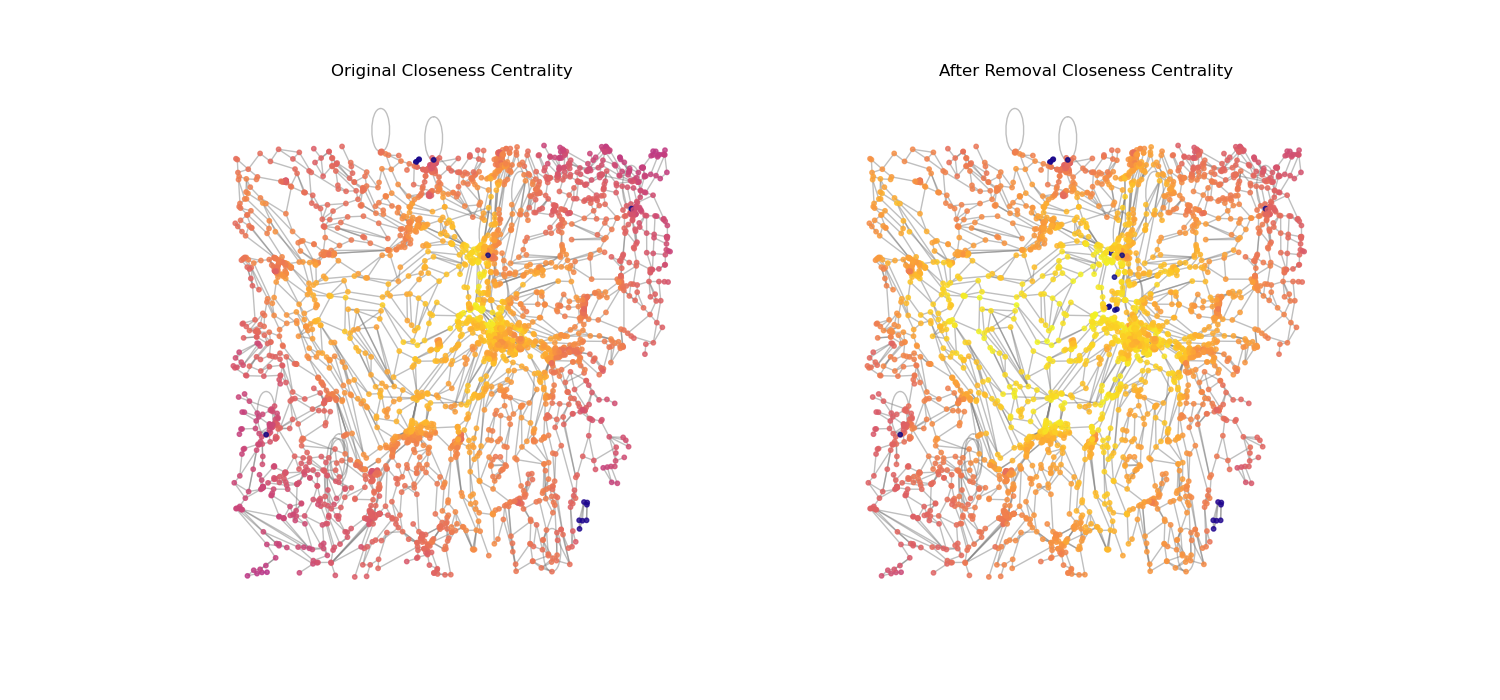 Original Closeness Centrality
After Removal Closeness Centrality